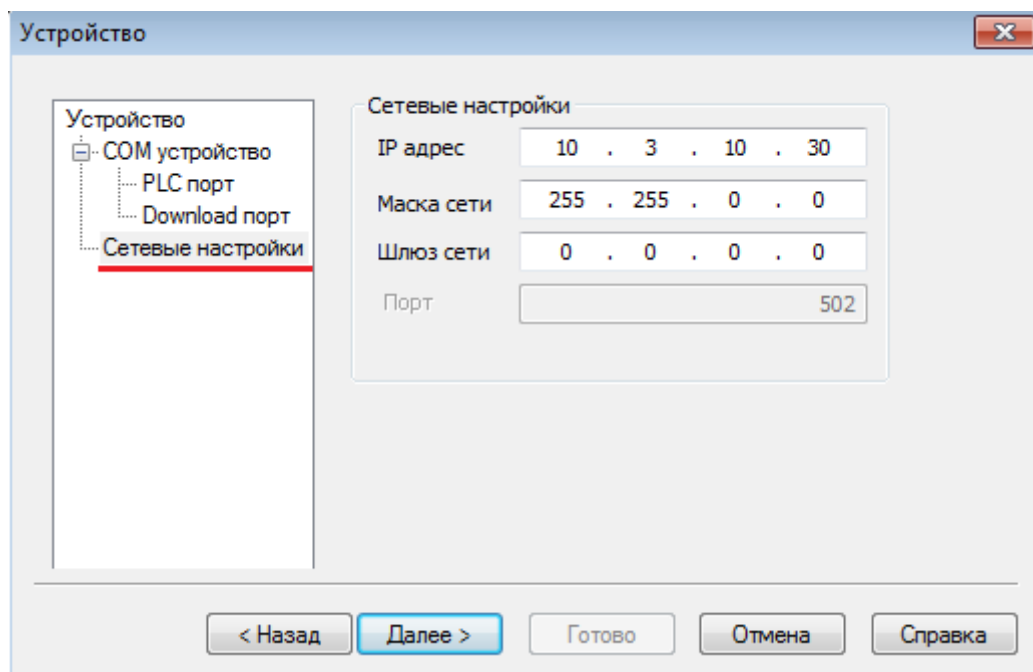 Устройство
Устройство
COM устройство
PLC порт
Download порт
Сетевые настройки
Сетевые настройки
IP адрес 10 . 3 . 10 . 30
Маска сети 255 . 255 . 0 . 0
Шлюз сети 0 . 0 . 0 . 0
Порт 502
< Назад Далее > Готово Отмена Справка